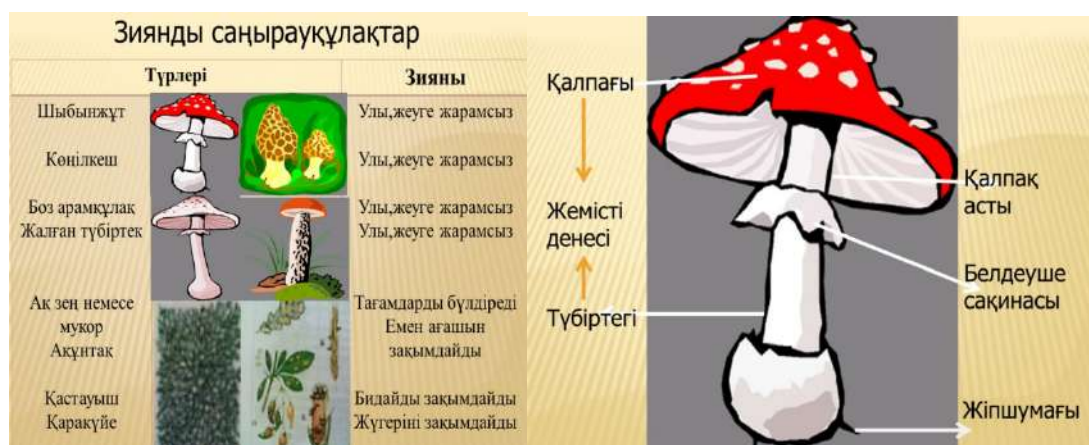 Зиянды саңырауқұлақтар
Түрлері
Зияны
Шыбынжұт
Улы,жеуге жарамсыз
Көнілкеш
Улы,жеуге жарамсыз
Боз арамқұлақ
Улы,жеуге жарамсыз
Жалған түбіртек
Улы,жеуге жарамсыз
Ақ зең немесе
мукор
Тағамдарды бүлдіреді
Ақұнтақ
Емен ағашын
зақымдайды
Қастауыш
Бидайды зақымдайды
Қаракүйе
Жүгеріні зақымдайды
Қалпағы
Жемісті
денесі
Түбіртегі
Қалпақ
асты
Белдеуше
сақинасы
Жіпшумағы